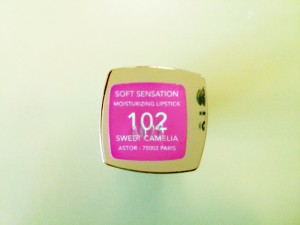 SOFT SENSATION
MOISTURIZING LIPSTICK
102
SWEET CAMELIA
ASTOR - 75002 PARIS